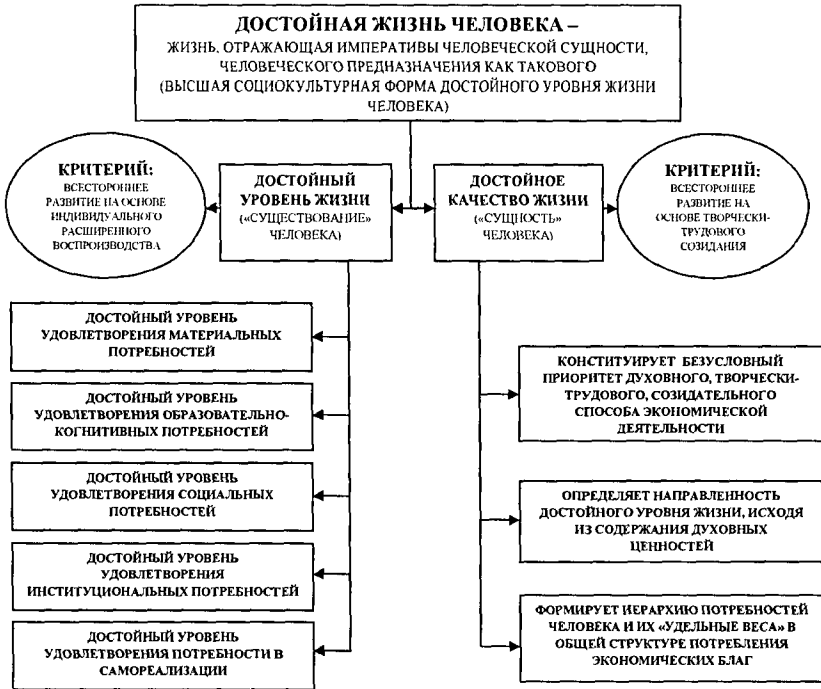 ДОСТОЙНАЯ ЖИЗНЬ ЧЕЛОВЕКА –
ЖИЗНЬ, ОТРАЖАЮЩАЯ ИМПЕРАТИВЫ ЧЕЛОВЕЧЕСКОЙ СУЩНОСТИ,
ЧЕЛОВЕЧЕСКОГО ПРЕДНАЗНАЧЕНИЯ КАК ТАКОВОГО
(ВЫСШАЯ СОЦИОКУЛЬТУРНАЯ ФОРМА ДОСТОЙНОГО УРОВНЯ ЖИЗНИ
ЧЕЛОВЕКА)
КРИТЕРИЙ:
ВСЕСТОРОННЕЕ
РАЗВИТИЕ НА ОСНОВЕ
ИНДИВИДУАЛЬНОГО
РАСШИРЕННОГО
ВОСПРОИЗВОДСТВА
ДОСТОЙНЫЙ
УРОВЕНЬ ЖИЗНИ
(«СУЩЕСТВОВАНИЕ»
ЧЕЛОВЕКА)
ДОСТОЙНОЕ
КАЧЕСТВО ЖИЗНИ
(«СУЩНОСТЬ»
ЧЕЛОВЕКА)
КРИТЕРИЙ:
ВСЕСТОРОННЕЕ
РАЗВИТИЕ НА
ОСНОВЕ ТВОРЧЕСКИ-
ТРУДОВОГО
СОЗИДАНИЯ
ДОСТОЙНЫЙ УРОВЕНЬ
УДОВЛЕТВОРЕНИЯ МАТЕРИАЛЬНЫХ
ПОТРЕБНОСТЕЙ
ДОСТОЙНЫЙ УРОВЕНЬ
УДОВЛЕТВОРЕНИЯ ОБРАЗОВАТЕЛЬНО-
КОГНИТИВНЫХ ПОТРЕБНОСТЕЙ
ДОСТОЙНЫЙ УРОВЕНЬ
УДОВЛЕТВОРЕНИЯ СОЦИАЛЬНЫХ
ПОТРЕБНОСТЕЙ
ДОСТОЙНЫЙ УРОВЕНЬ
УДОВЛЕТВОРЕНИЯ
ИНСТИТУЦИОНАЛЬНЫХ ПОТРЕБНОСТЕЙ
ДОСТОЙНЫЙ УРОВЕНЬ
УДОВЛЕТВОРЕНИЯ ПОТРЕБНОСТИ В
САМОРЕАЛИЗАЦИИ
КОНСТИТУИРУЕТ БЕЗУСЛОВНЫЙ
ПРИОРИТЕТ ДУХОВНОГО, ТВОРЧЕСКИ-
ТРУДОВОГО, СОЗИДАТЕЛЬНОГО
СПОСОБА ЭКОНОМИЧЕСКОЙ
ДЕЯТЕЛЬНОСТИ
ОПРЕДЕЛЯЕТ НАПРАВЛЕННОСТЬ
ДОСТОЙНОГО УРОВНЯ ЖИЗНИ, ИСХОДЯ
ИЗ СОДЕРЖАНИЯ ДУХОВНЫХ
ЦЕННОСТЕЙ
ФОРМИРУЕТ ИЕРАРХИЮ ПОТРЕБНОСТЕЙ
ЧЕЛОВЕКА И ИХ «УДЕЛЬНЫЕ ВЕСА» В
ОБЩЕЙ СТРУКТУРЕ ПОТРЕБЛЕНИЯ
ЭКОНОМИЧЕСКИХ БЛАГ